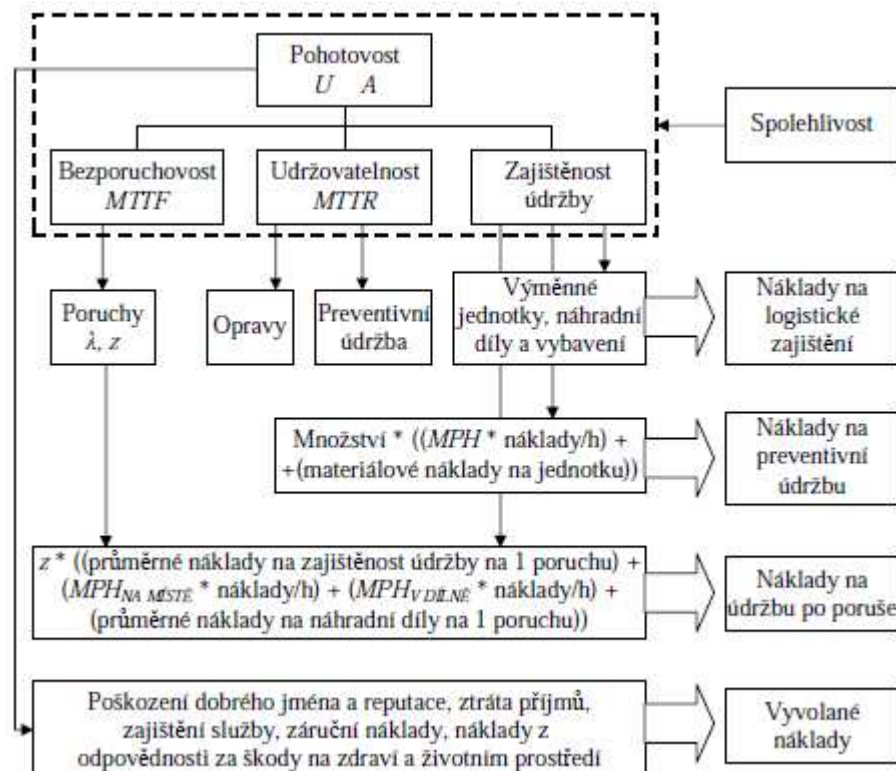 Pohotovost
U A
Spolehlivost
Bezporuchovost
MTTF
Udržovatelnost
MTTR
Zajištěnost
údržby
Poruchy
λ, z
Opravy
Preventivní
údržba
Výměnné
jednotky, náhradní
díly a vybavení
Náklady na
logistické
zajištění
Množství * ((MPH * náklady/h) +
+(materiálové náklady na jednotku))
Náklady na
preventivní
údržbu
z * ((průměrné náklady na zajištěnost údržby na 1 poruchu) +
(MPH NA MÍSTĚ * náklady/h) + (MPH V DÍLNĚ * náklady/h) +
(průměrné náklady na náhradní díly na 1 poruchu))
Náklady na
údržbu po poruše
Poškození dobrého jména a reputace, ztráta příjmů,
zajištění služby, záruční náklady, náklady z
odpovědnosti za škody na zdraví a životním prostředí
Vyvolané
náklady